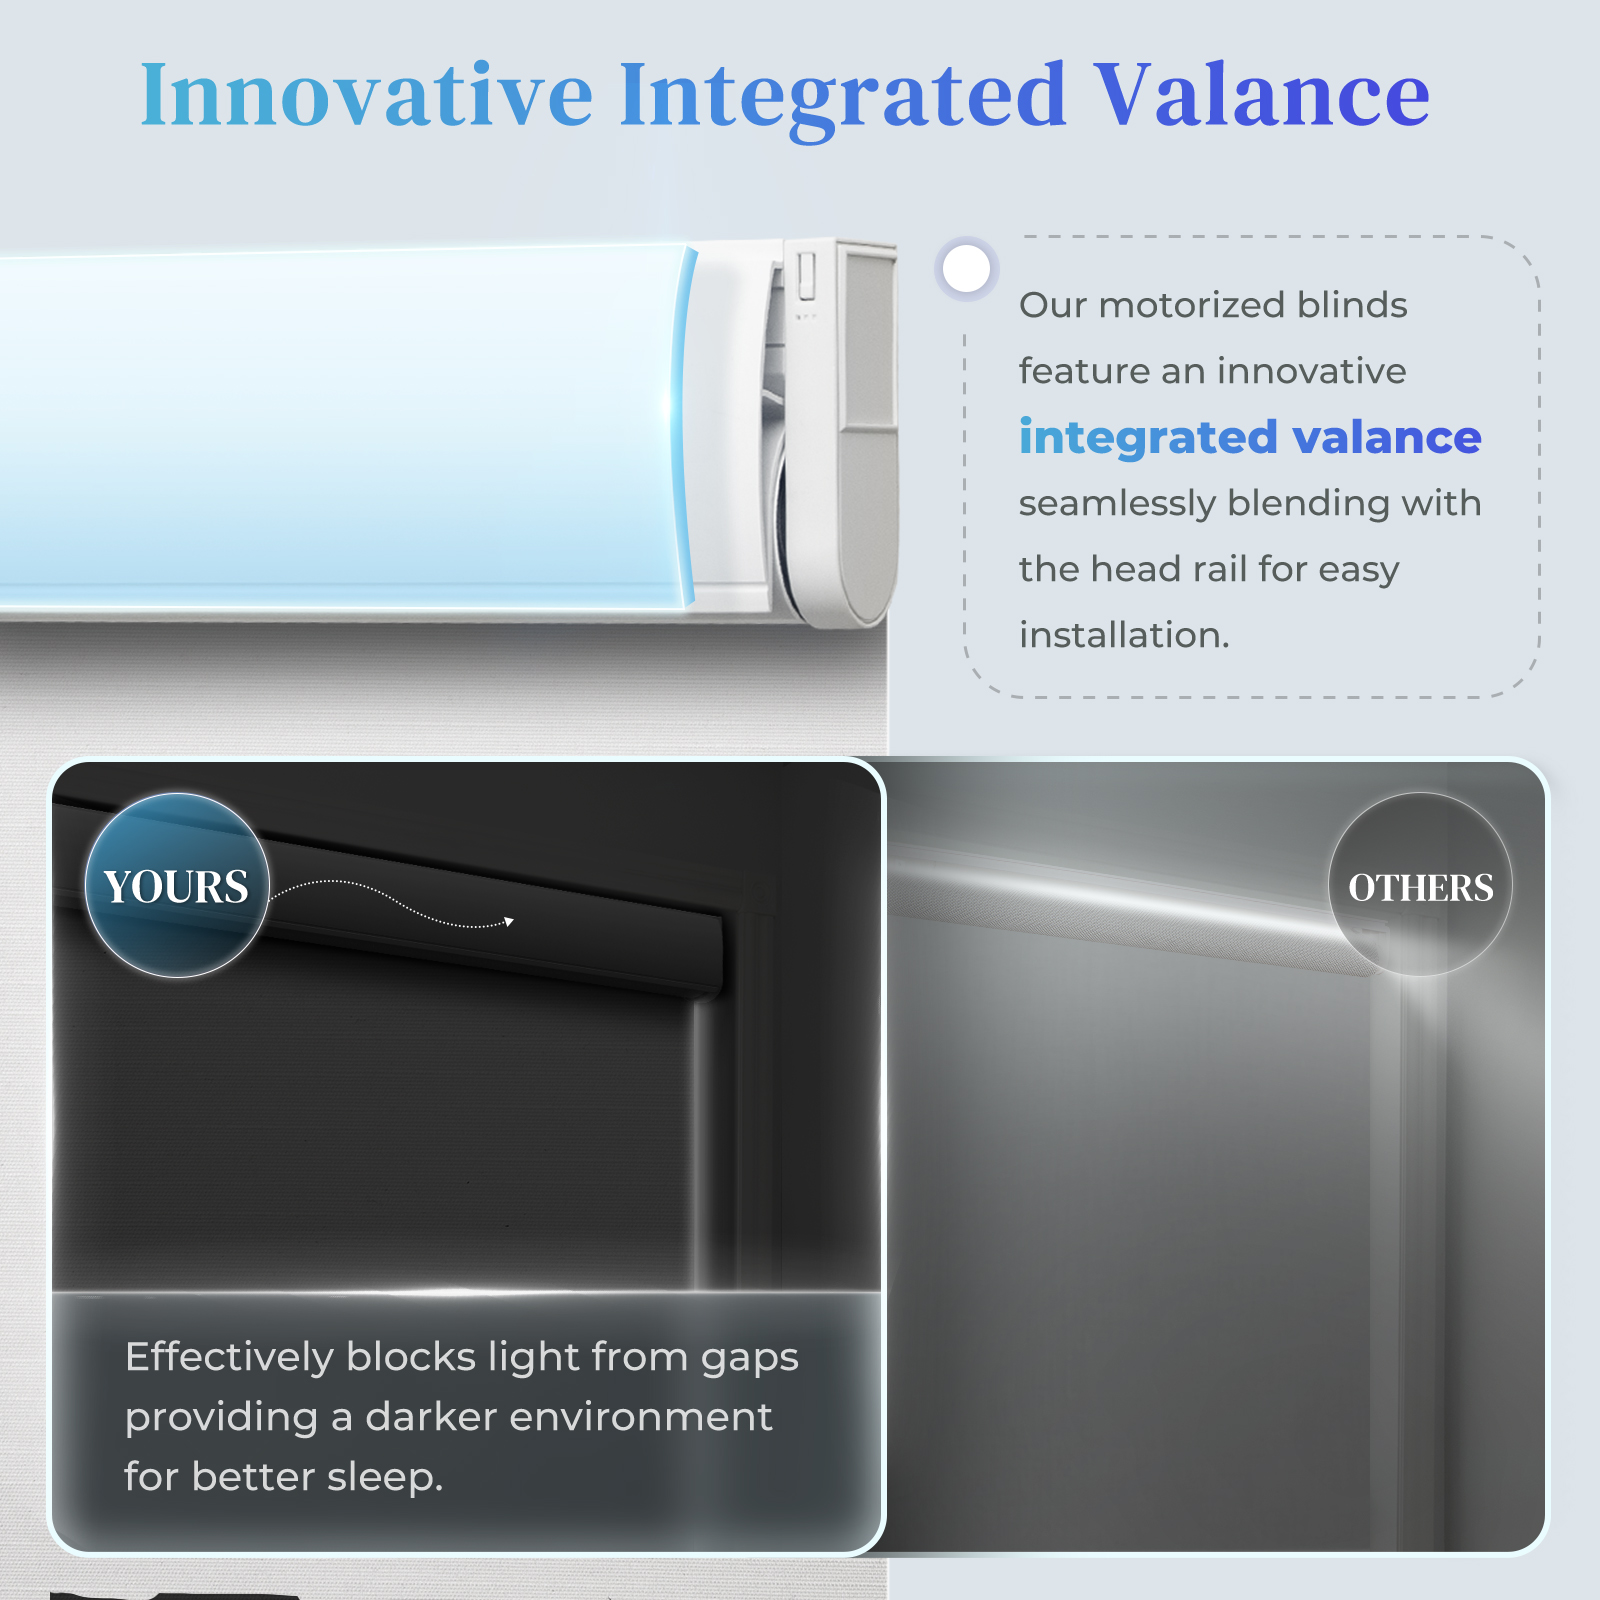 Innovative Integrated Valance
Our motorized blinds
feature an innovative
integrated valance
seamlessly blending with
the head rail for easy
installation.
YOURS
OTHERS
Effectively blocks light from gaps
providing a darker environment
for better sleep.